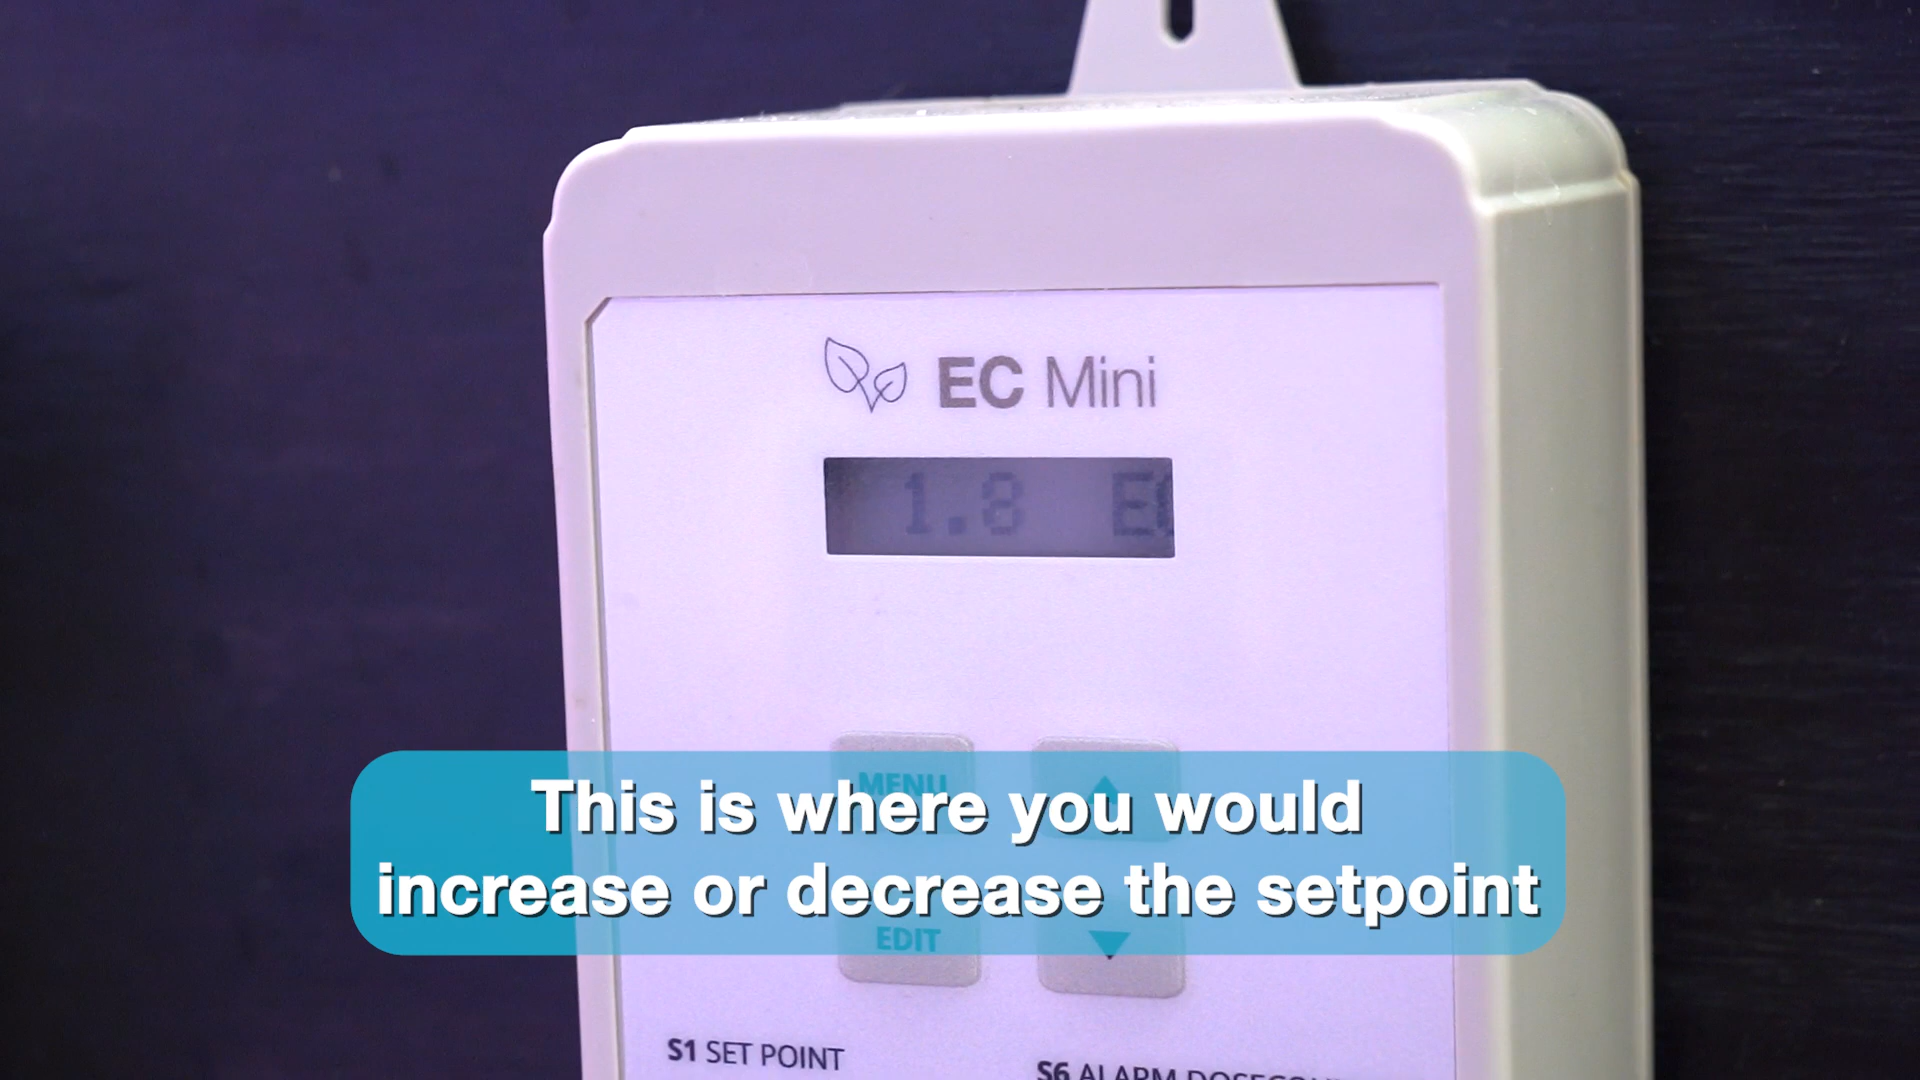 EC Mini
1.8 EC
MENU
This is where you would
increase or decrease the setpoint
EDIT
S1 SET POINT
S6 ALARM